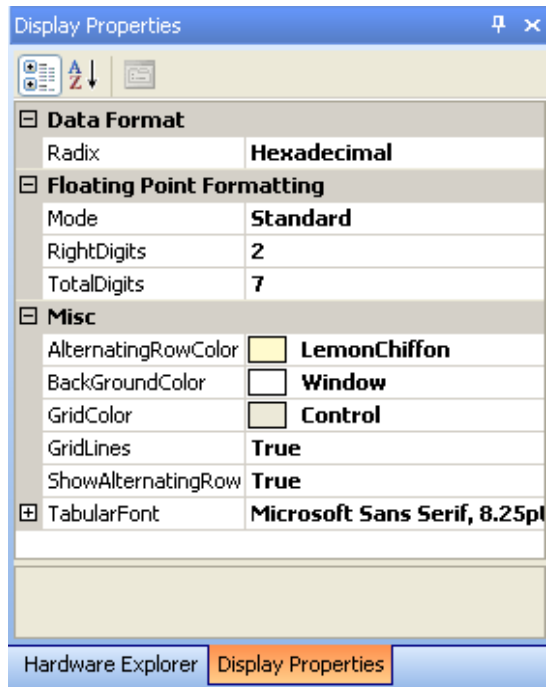 Display Properties
A
Z
Data Format
Radix Hexadecimal
Floating Point Formatting
Mode Standard
RightDigits 2
TotalDigits 7
Misc
AlternatingRowColor LemonChiffon
BackGroundColor Window
GridColor Control
GridLines True
ShowAlternatingRow True
TabularFont Microsoft Sans Serif, 8.25pt
Hardware Explorer Display Properties